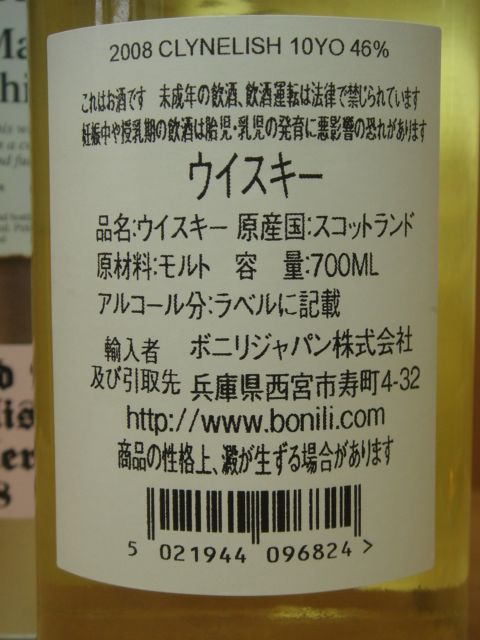 2008 CLYNELISH 10YO 46%
これはお酒です 未成年の飲酒、飲酒運転は法律で禁じられています
妊娠中や授乳期の飲酒は胎児・乳児の発育に悪影響の恐れがあります
ウイスキー
品名:ウイスキー 原産国:スコットランド
原材料:モルト 容 量:700ML
アルコール分:ラベルに記載
輸入者 ボニリジャパン株式会社
及び引取先 兵庫県西宮市寿町4-32
http://www.bonili.com
商品の性格上、澱が生ずる場合があります
5 021944 096824 >